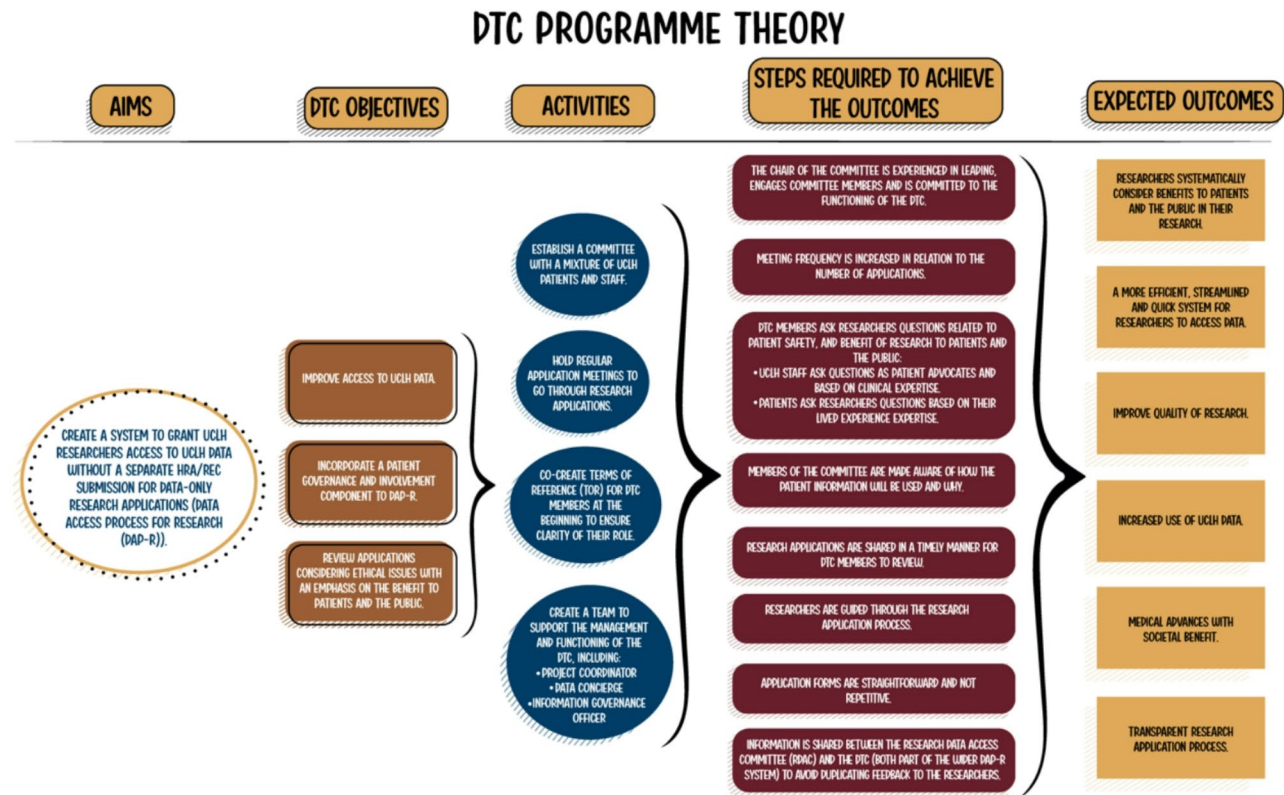 DTC PROGRAMME THEORY
AIMS
DTC OBJECTIVES
ACTIVITIES
STEPS REQUIRED TO ACHIEVE
THE OUTCOMES
EXPECTED OUTCOMES
CREATE A SYSTEM TO GRANT UCLH
RESEARCHERS ACCESS TO UCLH DATA
WITHOUT A SEPARATE HRA/REC
SUBMISSION FOR DATA-ONLY
RESEARCH APPLICATIONS (DATA
ACCESS PROCESS FOR RESEARCH
(DAP-R)).
IMPROVE ACCESS TO UCLH DATA.
INCORPORATE A PATIENT
GOVERNANCE AND INVOLVEMENT
COMPONENT TO DAP-R.
REVIEW APPLICATIONS
CONSIDERING ETHICAL ISSUES WITH
AN EMPHASIS ON THE BENEFIT TO
PATIENTS AND THE PUBLIC.
ESTABLISH A COMMITTEE
WITH A MIXTURE OF UCLH
PATIENTS AND STAFF.
HOLD REGULAR
APPLICATION MEETINGS TO
GO THROUGH RESEARCH
APPLICATIONS.
CO-CREATE TERMS OF
REFERENCE (TOR) FOR DTC
MEMBERS AT THE
BEGINNING TO ENSURE
CLARITY OF THEIR ROLE.
CREATE A TEAM TO
SUPPORT THE MANAGEMENT
AND FUNCTIONING OF THE
DTC, INCLUDING:
•PROJECT COORDINATOR
•DATA CONCIERGE
•INFORMATION GOVERNANCE
OFFICER
THE CHAIR OF THE COMMITTEE IS EXPERIENCED IN LEADING,
ENGAGES COMMITTEE MEMBERS AND IS COMMITTED TO THE
FUNCTIONING OF THE DTC.
MEETING FREQUENCY IS INCREASED IN RELATION TO THE
NUMBER OF APPLICATIONS.
DTC MEMBERS ASK RESEARCHERS QUESTIONS RELATED TO
PATIENT SAFETY, AND BENEFIT OF RESEARCH TO PATIENTS AND
THE PUBLIC:
•UCLH STAFF ASK QUESTIONS AS PATIENT ADVOCATES AND
BASED ON CLINICAL EXPERTISE.
•PATIENTS ASK RESEARCHERS QUESTIONS BASED ON THEIR
LIVED EXPERIENCE EXPERTISE.
MEMBERS OF THE COMMITTEE ARE MADE AWARE OF HOW THE
PATIENT INFORMATION WILL BE USED AND WHY.
RESEARCH APPLICATIONS ARE SHARED IN A TIMELY MANNER FOR
DTC MEMBERS TO REVIEW.
RESEARCHERS ARE GUIDED THROUGH THE RESEARCH
APPLICATION PROCESS.
APPLICATION FORMS ARE STRAIGHTFORWARD AND NOT
REPETITIVE.
INFORMATION IS SHARED BETWEEN THE RESEARCH DATA ACCESS
COMMITTEE (RDAC) AND THE DTC (BOTH PART OF THE WIDER DAP-R
SYSTEM) TO AVOID DUPLICATING FEEDBACK TO THE RESEARCHERS.
RESEARCHERS SYSTEMATICALLY
CONSIDER BENEFITS TO PATIENTS
AND THE PUBLIC IN THEIR
RESEARCH.
A MORE EFFICIENT, STREAMLINED
AND QUICK SYSTEM FOR
RESEARCHERS TO ACCESS DATA.
IMPROVE QUALITY OF RESEARCH.
INCREASED USE OF UCLH DATA.
MEDICAL ADVANCES WITH
SOCIETAL BENEFIT.
TRANSPARENT RESEARCH
APPLICATION PROCESS.